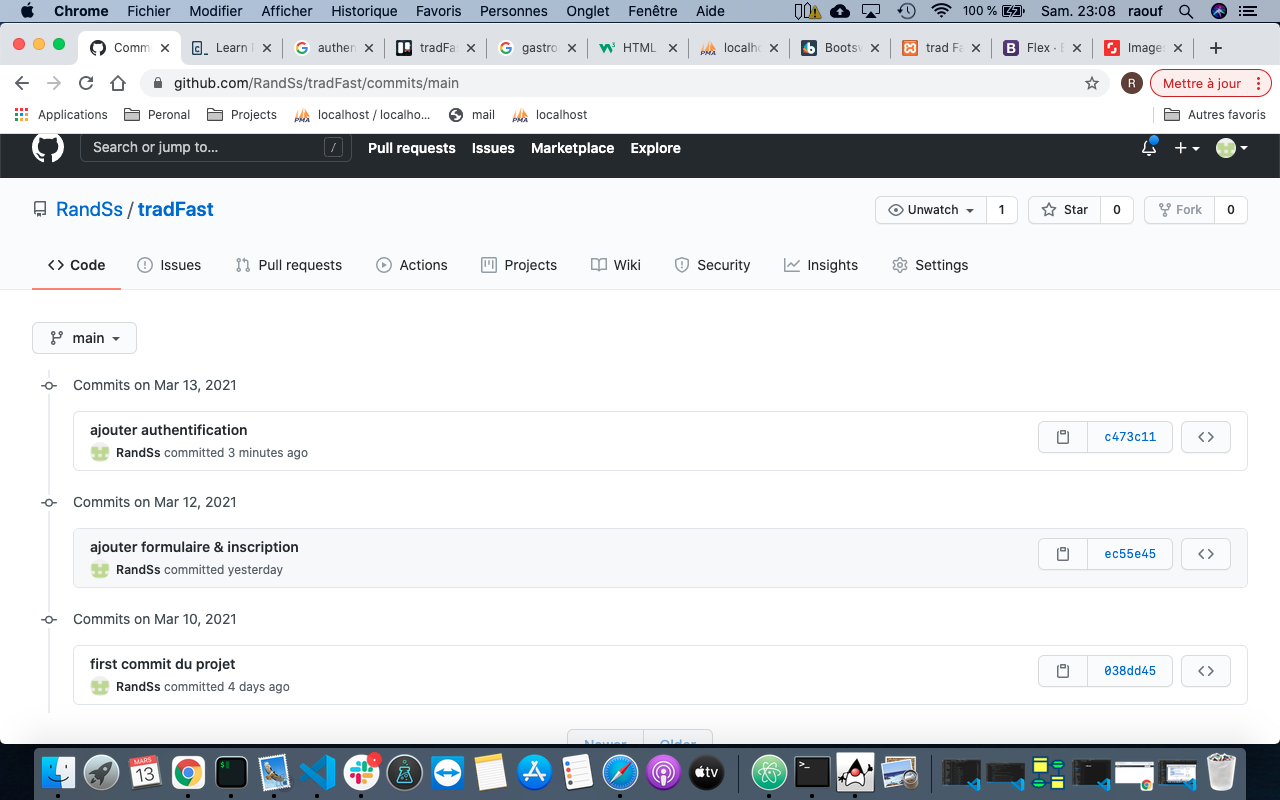 Chrome Fichier Modifier Afficher Historique Favoris Personnes Onglet Fenêtre Aide 100 % Sam. 23:08 raouf
Comm Learn authen tradFa gastro HTML localho Bootsv trad Fa Flex - Image
github.com/RandSs/tradFast/commits/main R Mettre à jour
Applications Peronal Projects localhost / localho... mail localhost Autres favoris
Search or jump to... / Pull requests Issues Marketplace Explore
RandSs / tradFast Unwatch 1 Star 0 Fork 0
Code Issues Pull requests Actions Projects Wiki Security Insights Settings
main
Commits on Mar 13, 2021
ajouter authentification
RandSs committed 3 minutes ago
c473c11
Commits on Mar 12, 2021
ajouter formulaire & inscription
RandSs committed yesterday
ec55e45
Commits on Mar 10, 2021
first commit du projet
RandSs committed 4 days ago
038dd45
Newer Older
MARS
13
tv